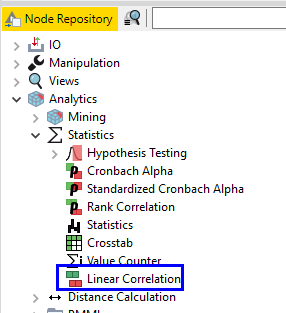 Node Repository
IO
Manipulation
Views
Analytics
Mining
Statistics
Hypothesis Testing
Cronbach Alpha
Standardized Cronbach Alpha
Rank Correlation
Statistics
Crosstab
Value Counter
Linear Correlation
Distance Calculation
PMML